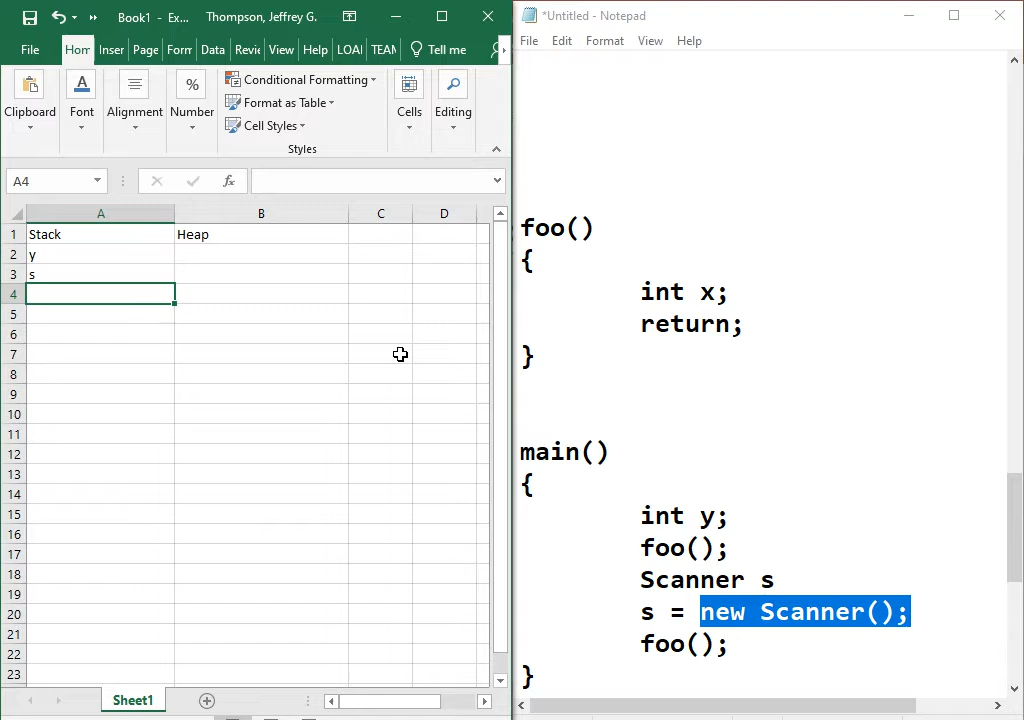 Book1 - Ex... Thompson, Jeffrey G.
File Hom Inser Page Forn Data Revie View Help LOAI TEAM Tell me
Clipboard Font Alignment Number
Conditional Formatting
Format as Table
Cell Styles
Styles
Cells Editing
A4 fx
A B C D
1 Stack Heap
2 y
3 s
4
5
6
7
8
9
10
11
12
13
14
15
16
17
18
19
20
21
22
23
Sheet1
*Untitled - Notepad
File Edit Format View Help
foo()
{
int x;
return;
}
main()
{
int y;
foo();
Scanner s
s = new Scanner();
foo();
}